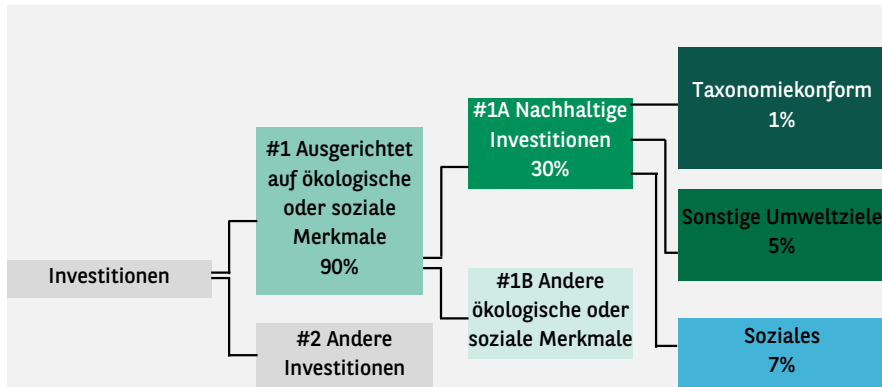 Investitionen
#1 Ausgerichtet
auf ökologische
oder soziale
Merkmale
90%
#2 Andere
Investitionen
#1A Nachhaltige
Investitionen
30%
#1B Andere
ökologische oder
soziale Merkmale
Taxonomiekonform
1%
Sonstige Umweltziele
5%
Soziales
7%